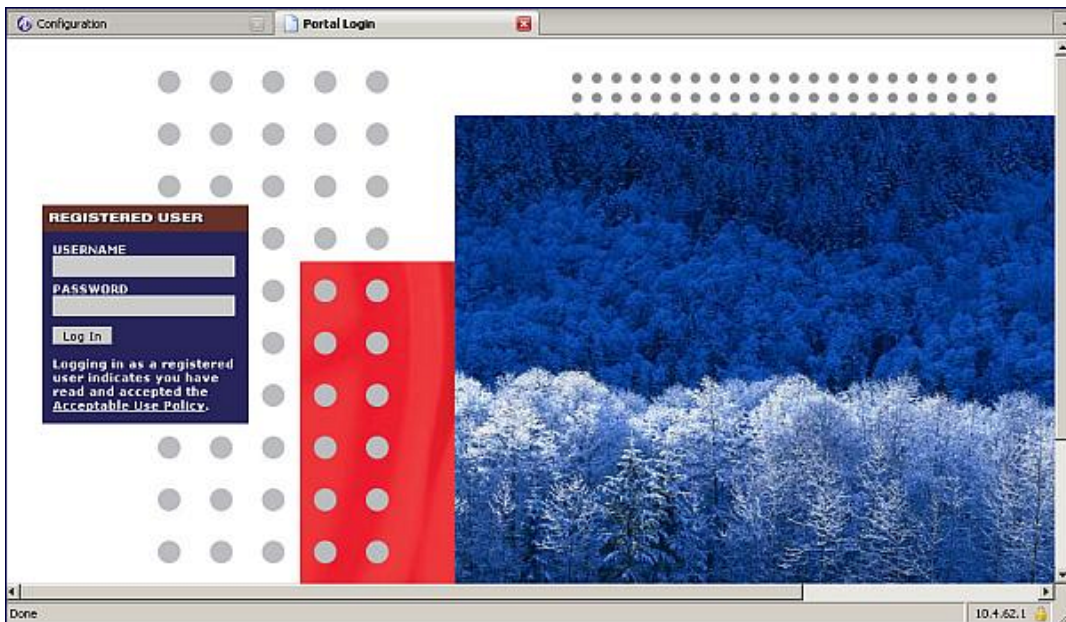 Configuration
Portal Login
REGISTERED USER
USERNAME
PASSWORD
Log In
Logging in as a registered
user indicates you have
read and accepted the
Acceptable Use Policy.
Done
10.4.62.1